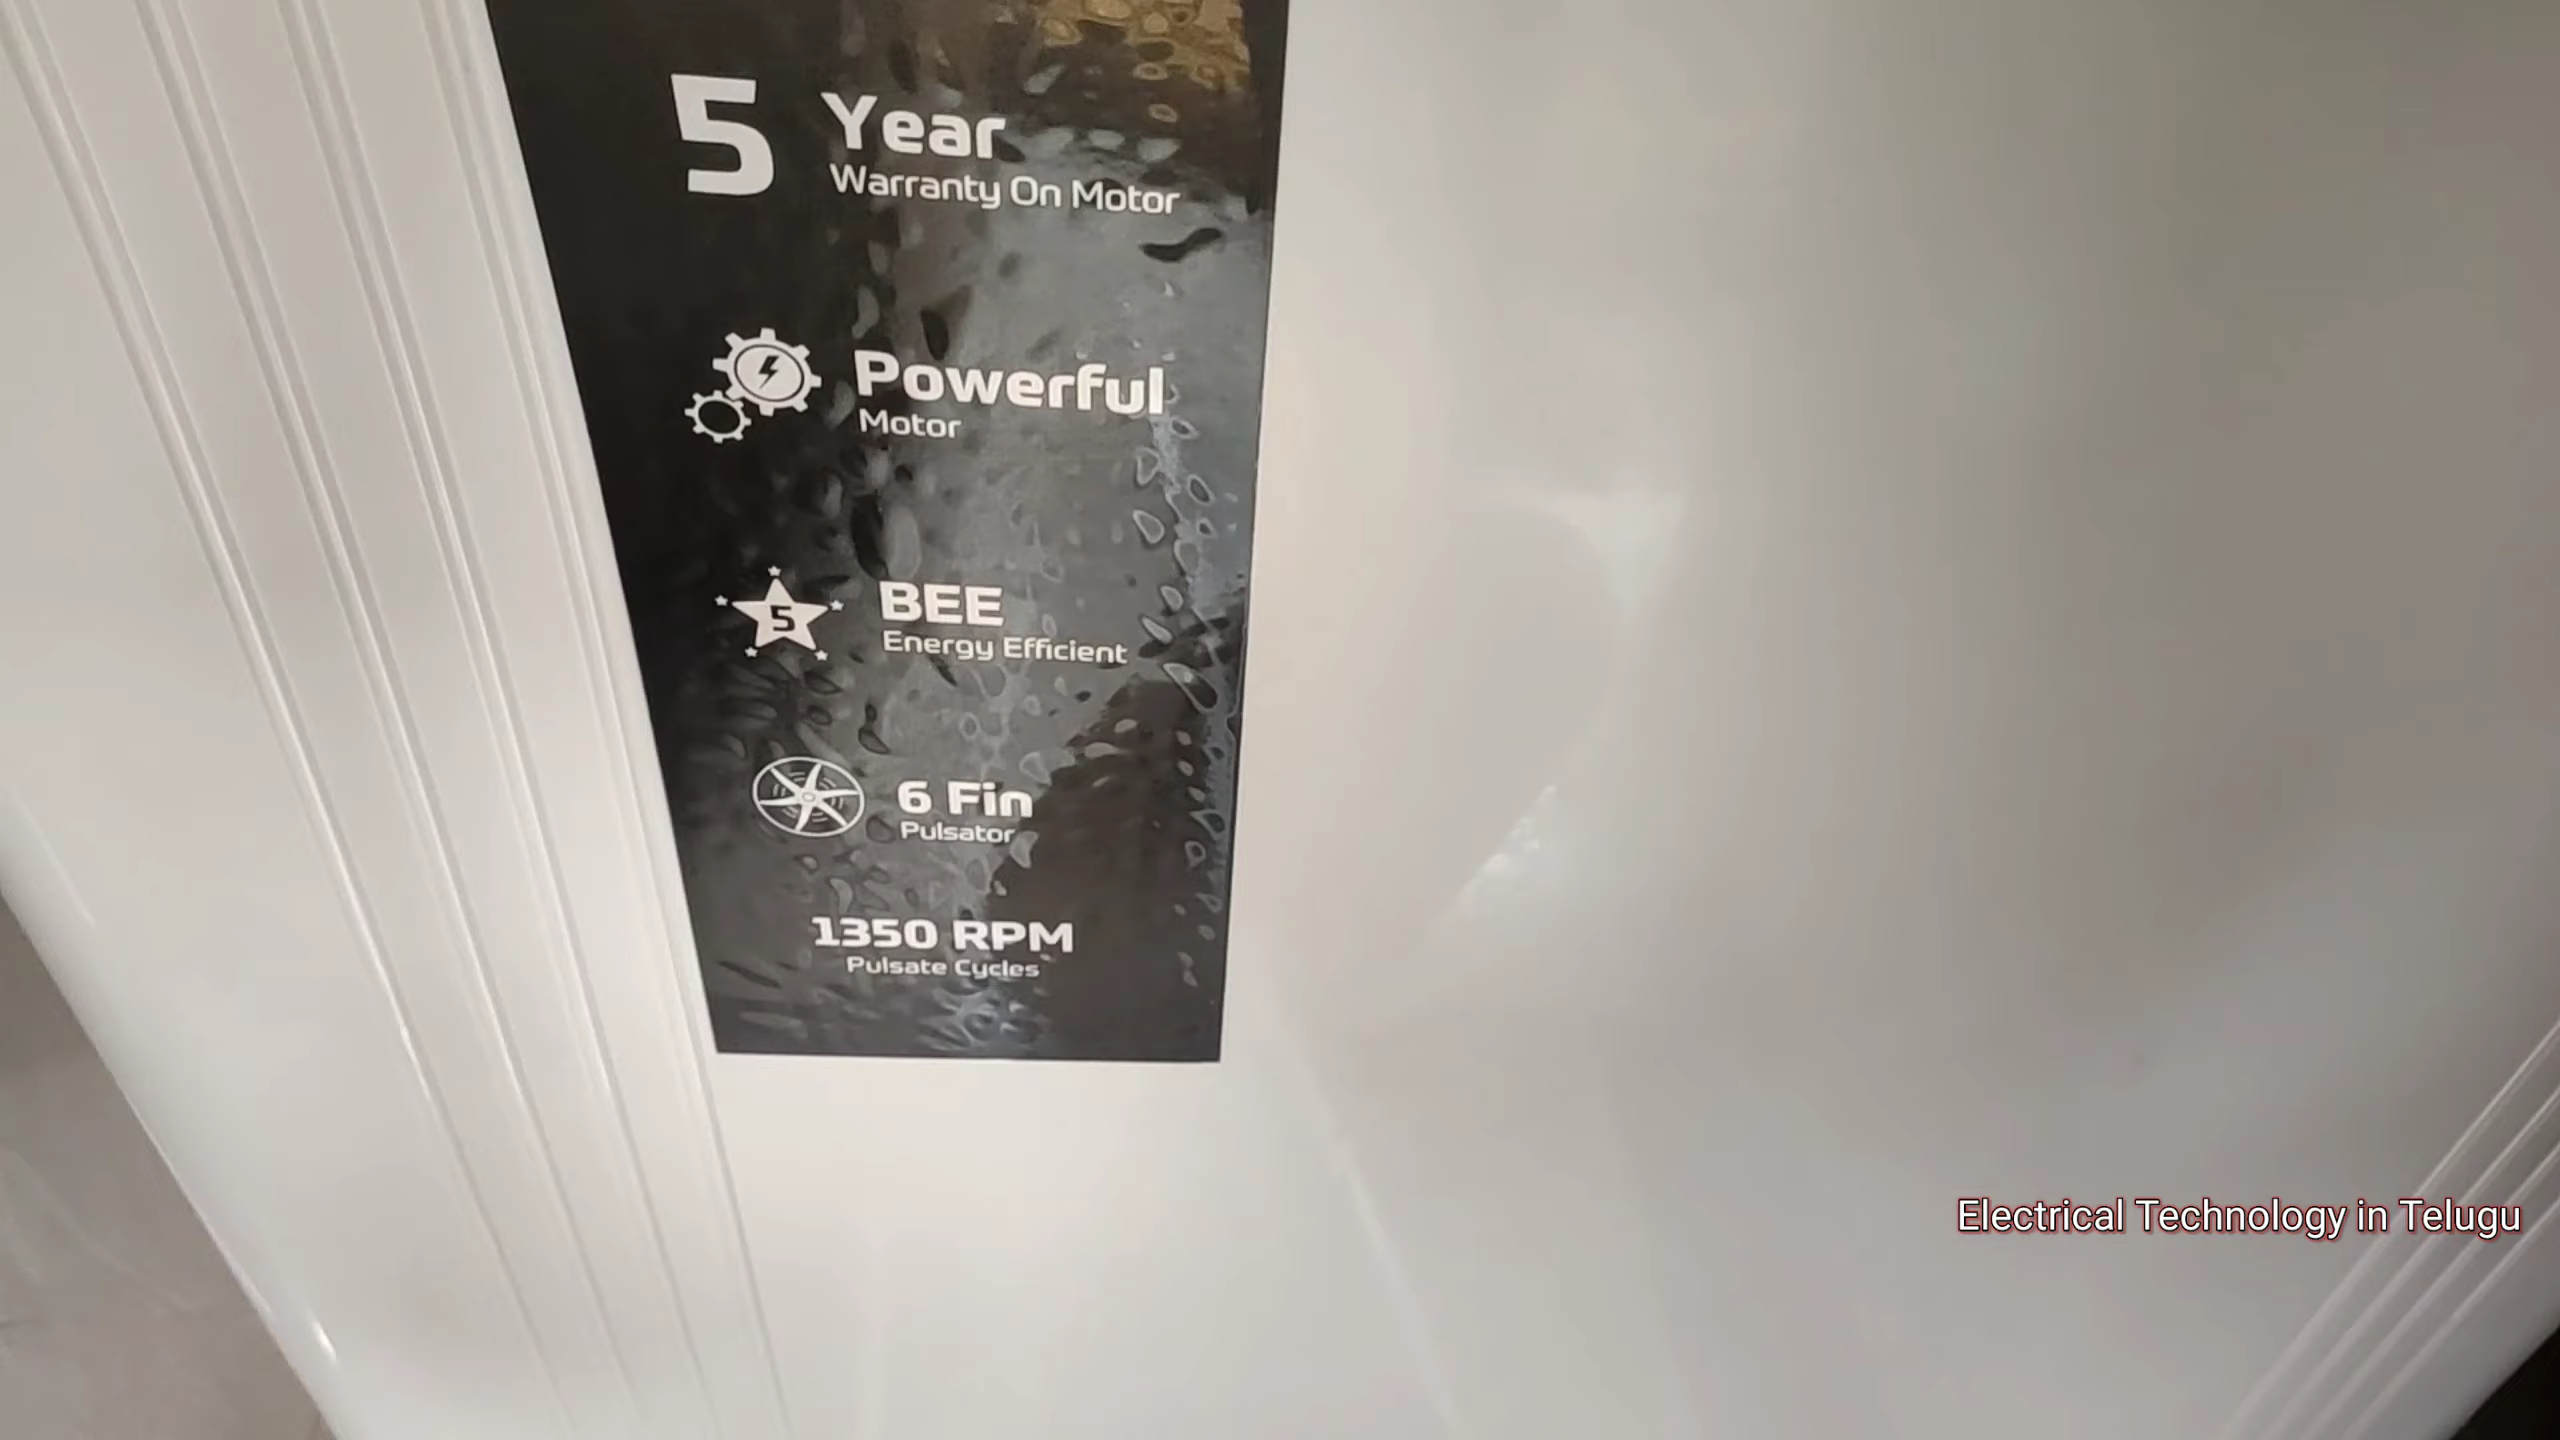 5 Year
Warranty On Motor
Powerful
Motor
5
BEE
Energy Efficient
6 Fin
Pulsator
1350 RPM
Pulsate Cycles
Electrical Technology in Telugu